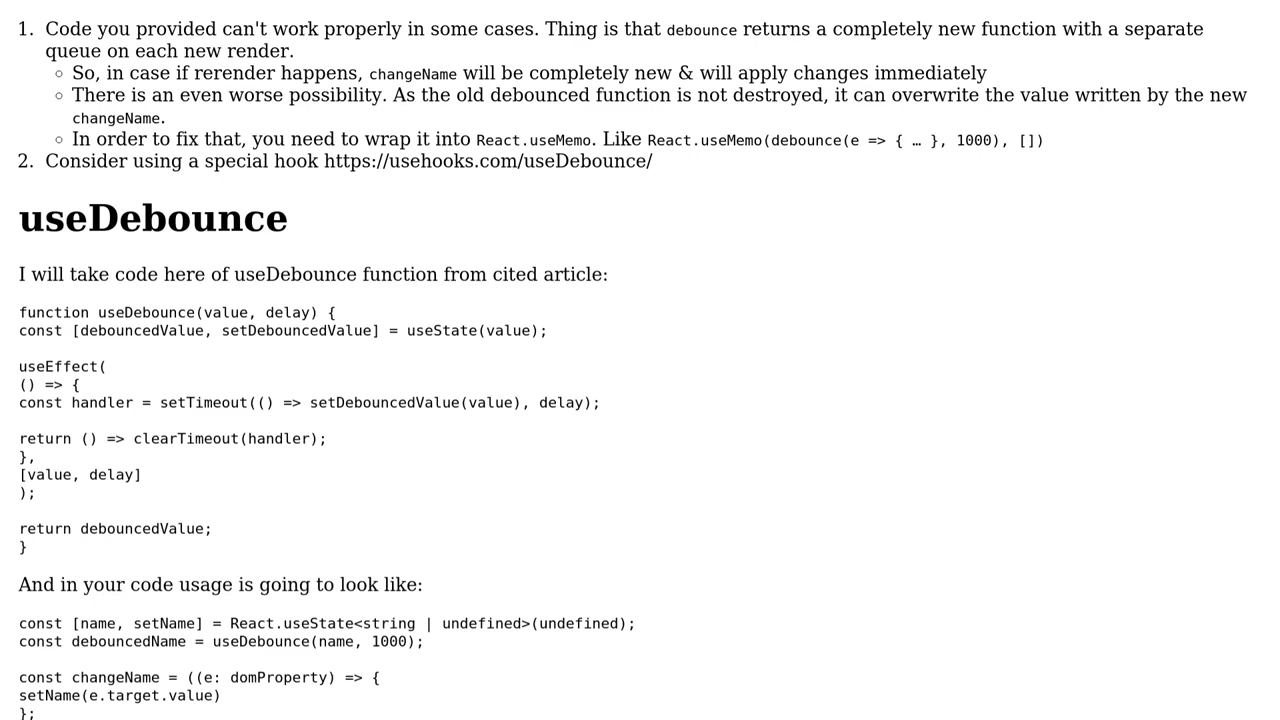 1. Code you provided can't work properly in some cases. Thing is that debounce returns a completely new function with a separate
queue on each new render.
◦ So, in case if rerender happens, changeName will be completely new & will apply changes immediately
◦ There is an even worse possibility. As the old debounced function is not destroyed, it can overwrite the value written by the new
changeName.
◦ In order to fix that, you need to wrap it into React.useMemo. Like React.useMemo(debounce(e => { … }, 1000), [])
2. Consider using a special hook https://usehooks.com/useDebounce/
useDebounce
I will take code here of useDebounce function from cited article:
function useDebounce(value, delay) {
const [debouncedValue, setDebouncedValue] = useState(value);
useEffect(
() => {
const handler = setTimeout(() => setDebouncedValue(value), delay);
return () => clearTimeout(handler);
},
[value, delay]
);
return debouncedValue;
}
And in your code usage is going to look like:
const [name, setName] = React.useState<string | undefined>(undefined);
const debouncedName = useDebounce(name, 1000);
const changeName = ((e: domProperty) => {
setName(e.target.value)
};